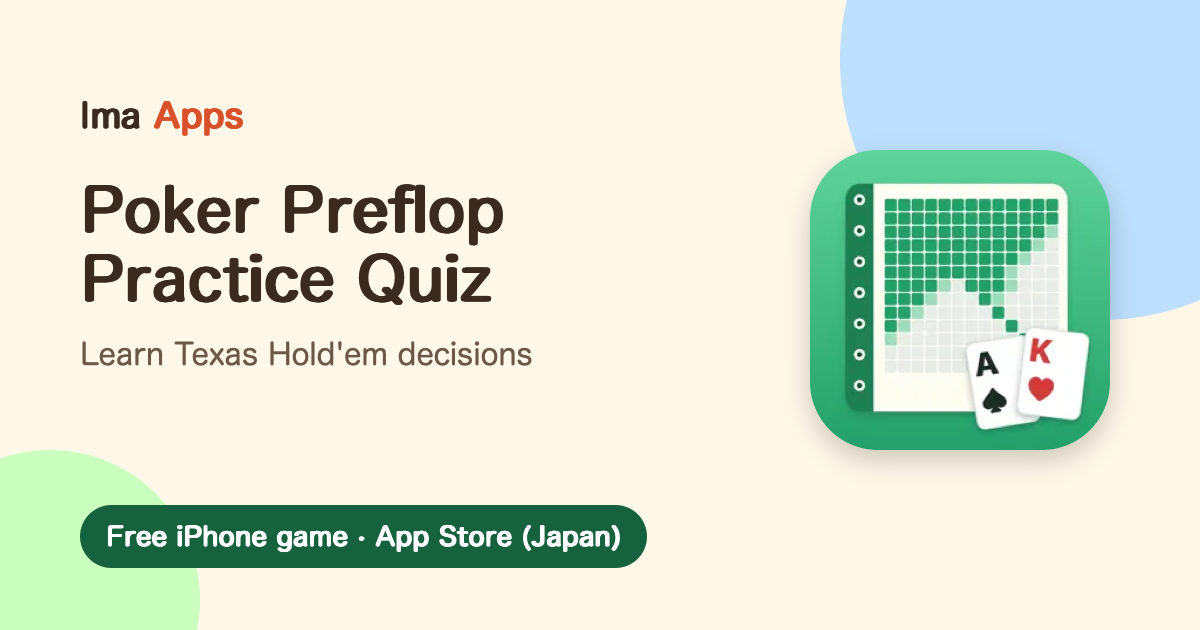 Ima Apps
Poker Preflop
Practice Quiz
Learn Texas Hold'em decisions
A
K
Free iPhone game · App Store (Japan)